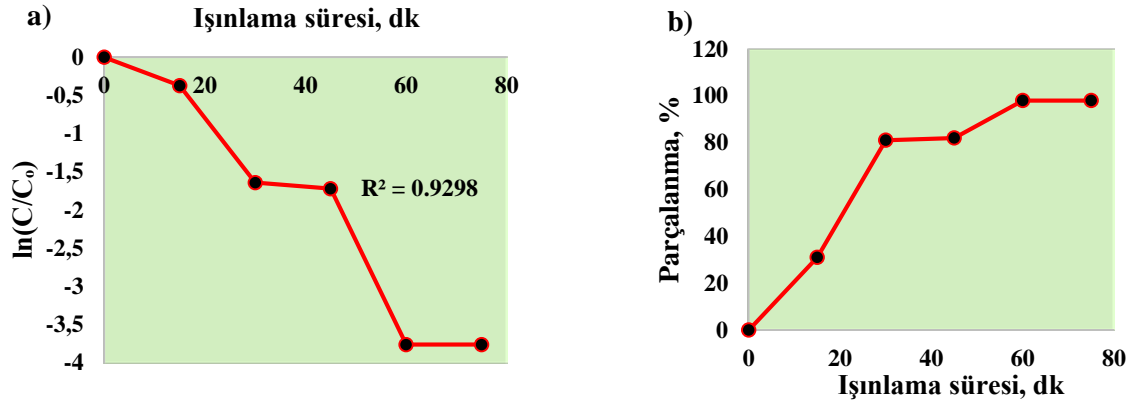 a)
Işınlama süresi, dk
0
0 20 40 60 80
-0,5
-1
-1,5
-2
-2,5
-3
-3,5
-4
ln(C/Cₒ)
R² = 0.9298
b)
120
100
80
60
40
20
0
Parçalanma, %
0 20 40 60 80
Işınlama süresi, dk